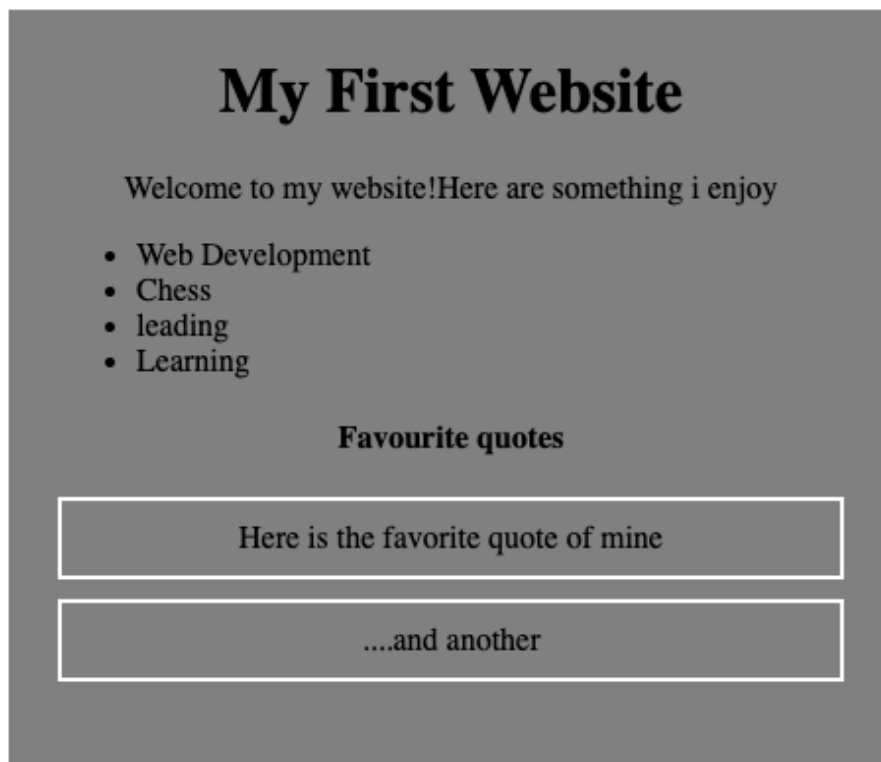 My First Website
Welcome to my website!Here are something i enjoy
Web Development
Chess
leading
Learning
Favourite quotes
Here is the favorite quote of mine
....and another